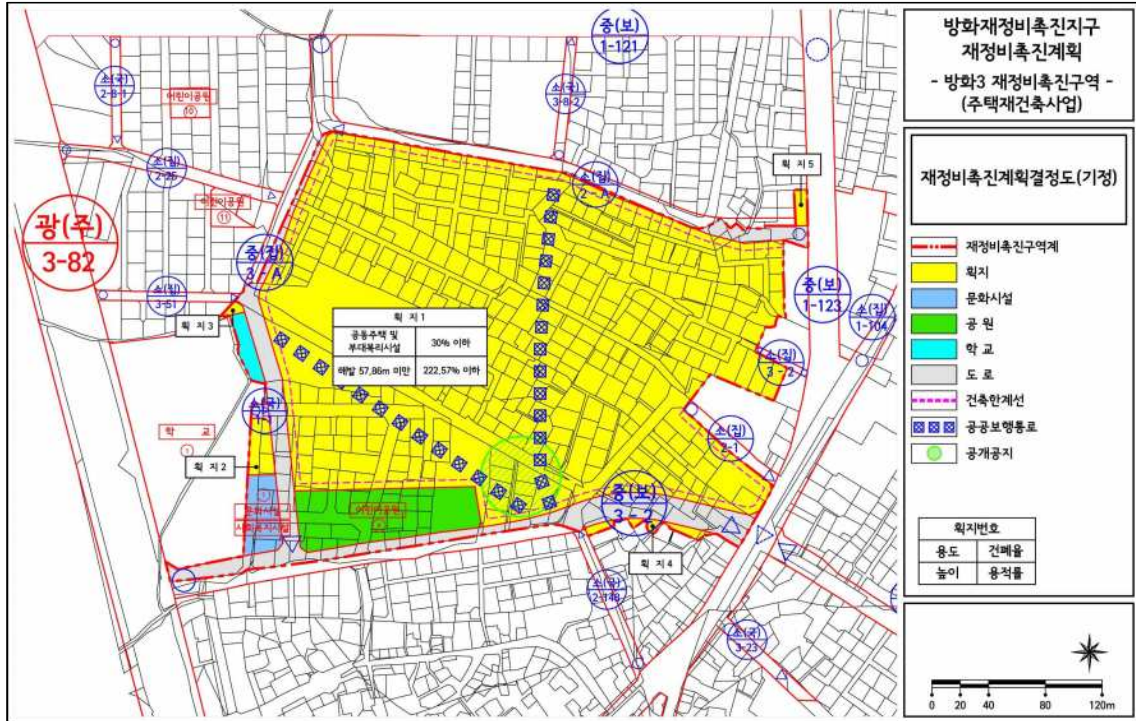 방화재정비촉진지구
재정비촉진계획
- 방화3 재정비촉진구역 -
(주택재건축사업)
재정비촉진계획결정도(기정)
재정비촉진구역계
획지
문화시설
공 원
학 교
도 로
건축한계선
공공보행통로
공개공지
획지번호
용도 건폐율
높이 용적률
0 20 40 80 120m
중(보)
1-121
소(국)
2-8-1
어린이공원
10
소(국)
3-8-2
소(집)
2-25
소(집)
2-A
획 지5
어린이공원
11
광(주)
3-82
중(집)
3-A
중(보)
1-123
소(집)
3-51
소(집)
1-104
획 지3
획 지1
공동주택 및
부대복리시설
30% 이하
해발 57.86m 미만
222.57% 이하
소(집)
3-2
소(국)
1-1
소(집)
2-1
학 교
1
획 지2
어린이공원
중(보)
3-2
획 지4
소(국)
2-148
소(국)
3-23